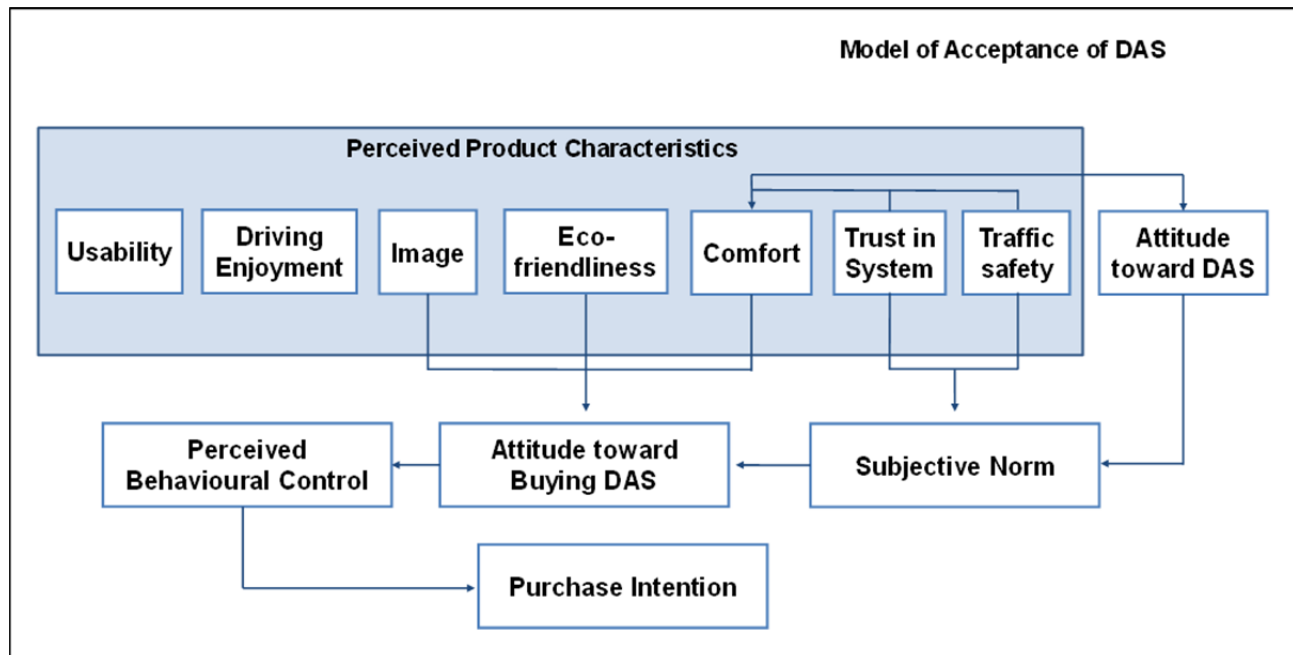 Model of Acceptance of DAS
Perceived Product Characteristics
Usability
Driving
Enjoyment
Image
Eco-
friendliness
Comfort
Trust in
System
Traffic
safety
Attitude
toward DAS
Perceived
Behavioural Control
Attitude toward
Buying DAS
Subjective Norm
Purchase Intention